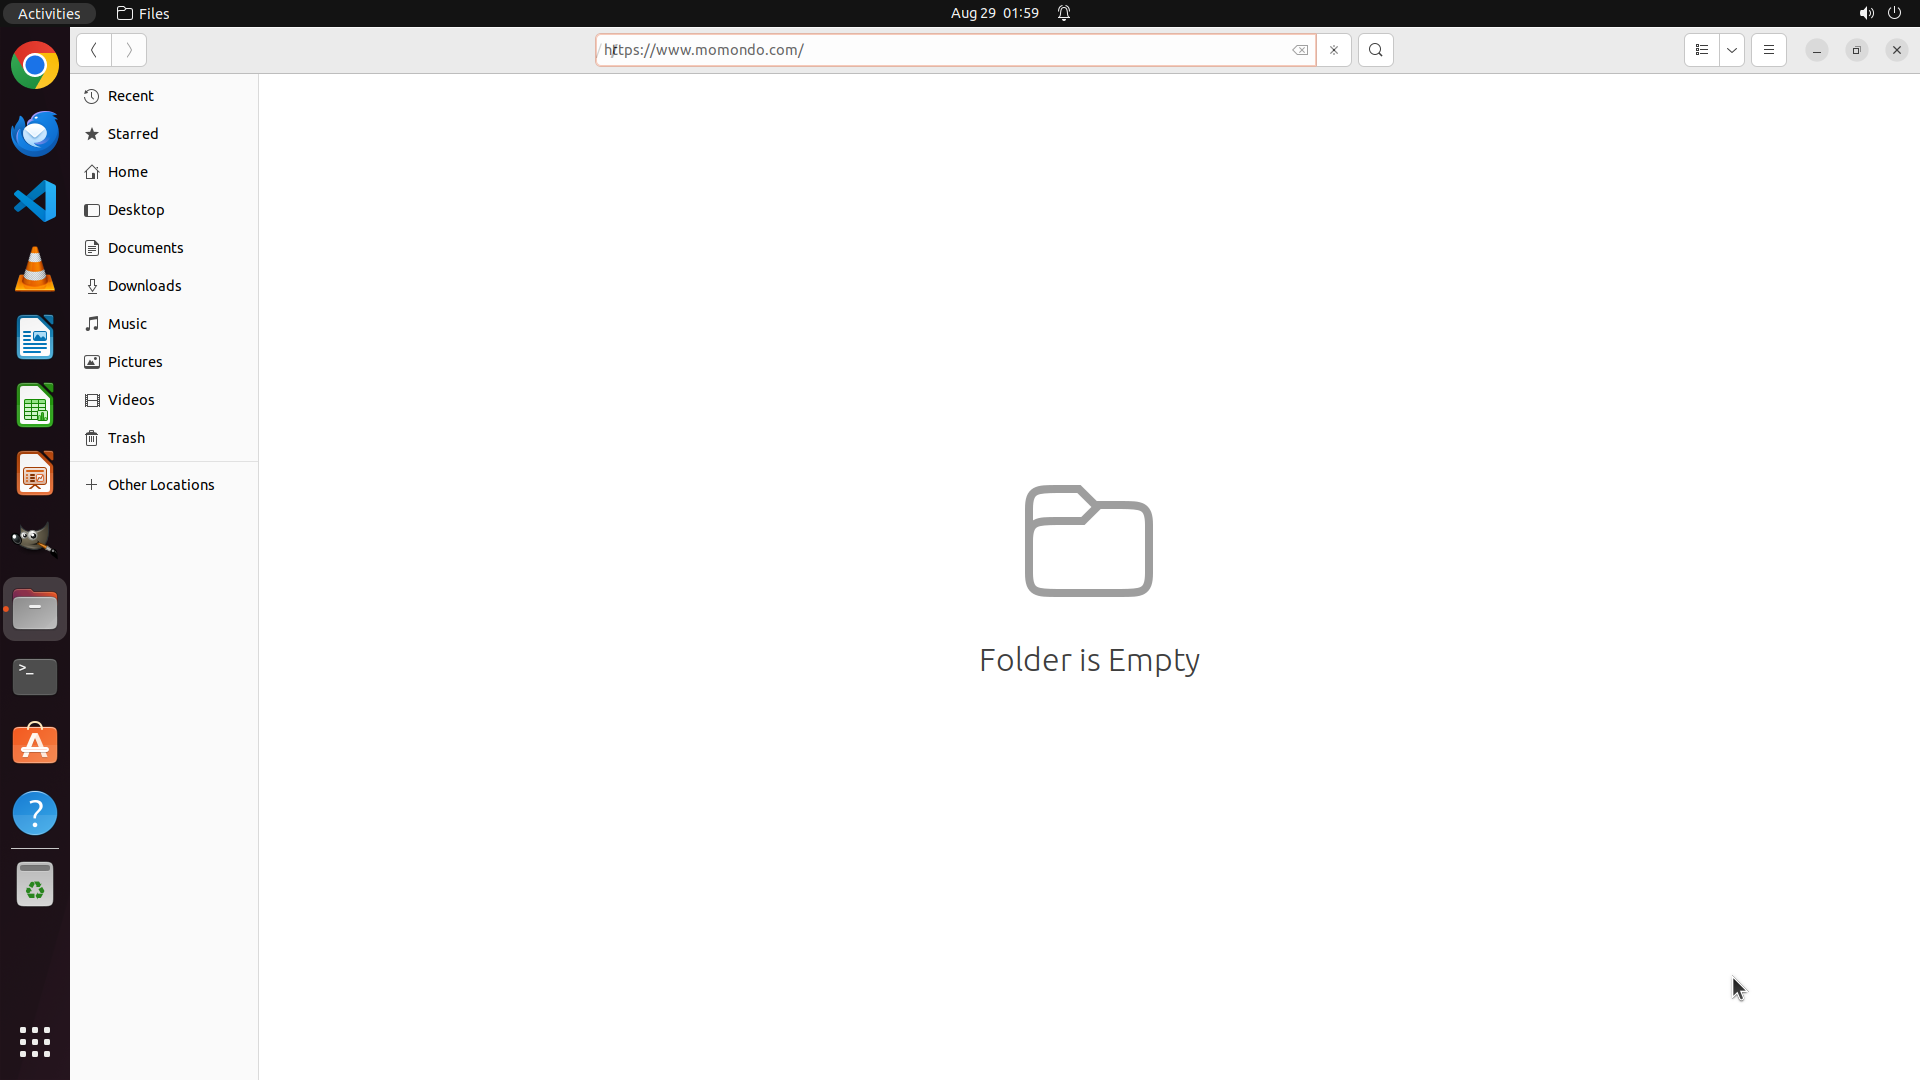 Activities
Files
Aug 29 01:59
https://www.momondo.com/
Recent
Starred
Home
Desktop
Documents
Downloads
Music
Pictures
Videos
Trash
Other Locations
Folder is Empty